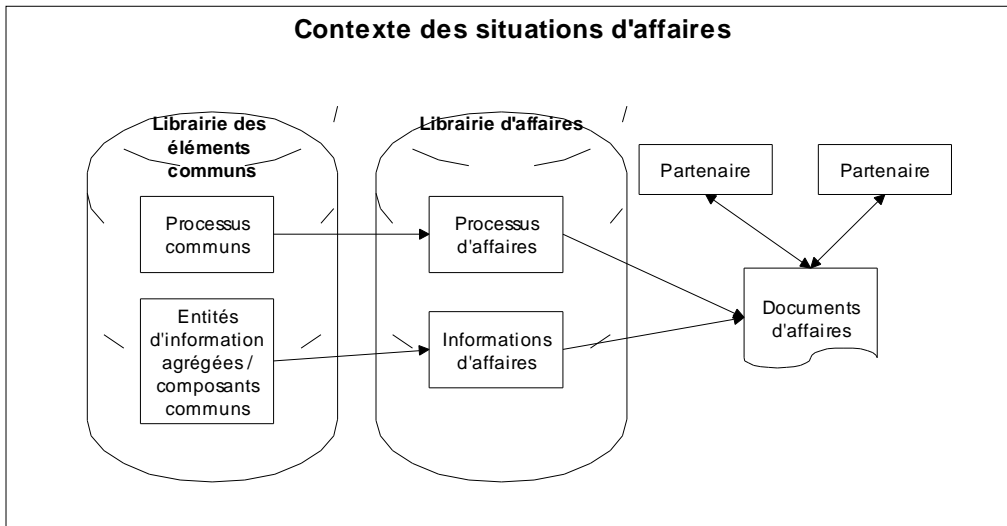 Contexte des situations d'affaires
Librairie des
éléments
communs
Librairie d'affaires
Partenaire
Partenaire
Processus
communs
Processus
d'affaires
Entités
d'information
agrégées /
composants
communs
Informations
d'affaires
Documents
d'affaires